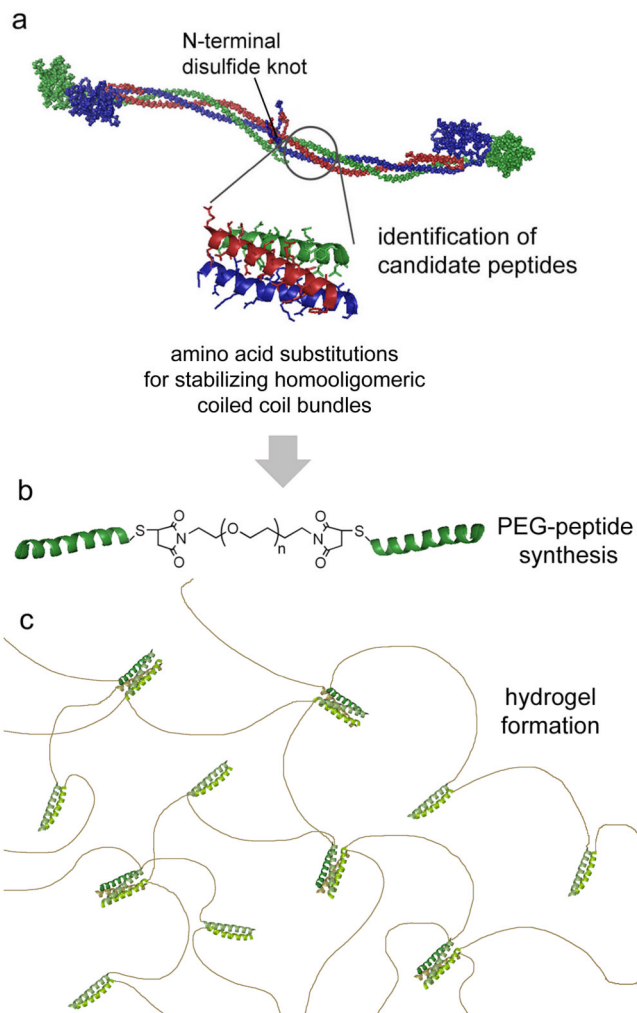 a
N-terminal
disulfide knot
identification of
candidate peptides
amino acid substitutions
for stabilizing homooligomeric
coiled coil bundles
b
S
O
N
O
O
n
O
N
O
S
PEG-peptide
synthesis
c
hydrogel
formation